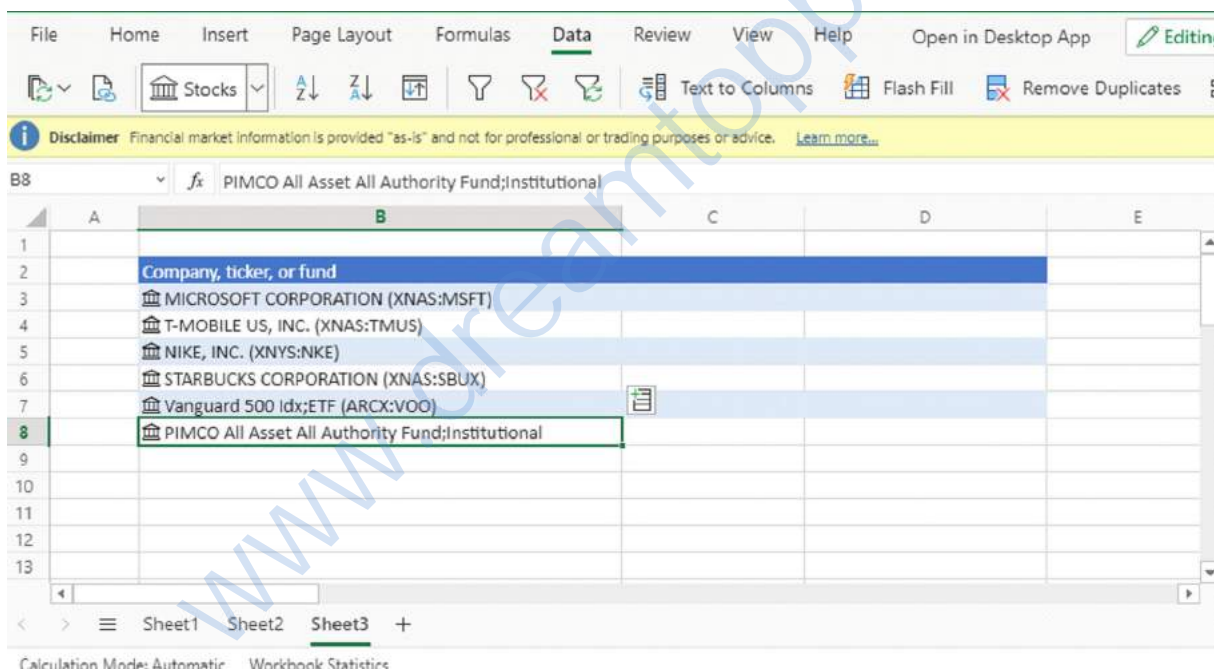 File Home Insert Page Layout Formulas Data Review View Help Open in Desktop App Editing
Stocks Text to Columns Flash Fill Remove Duplicates
Disclaimer Financial market information is provided "as-is" and not for professional or trading purposes or advice. Learn more...
B8 fx PIMCO All Asset All Authority Fund;Institutional
A B C D E
1
2 Company, ticker, or fund
3 MICROSOFT CORPORATION (XNAS:MSFT)
4 T-MOBILE US, INC. (XNAS:TMUS)
5 NIKE, INC. (XNYS:NKE)
6 STARBUCKS CORPORATION (XNAS:SBUX)
7 Vanguard 500 Idx;ETF (ARCX:VOO)
8 PIMCO All Asset All Authority Fund;Institutional
9
10
11
12
13
Sheet1 Sheet2 Sheet3 +
Calculation Mode: Automatic Workbook Statistics
www.dreamtopp